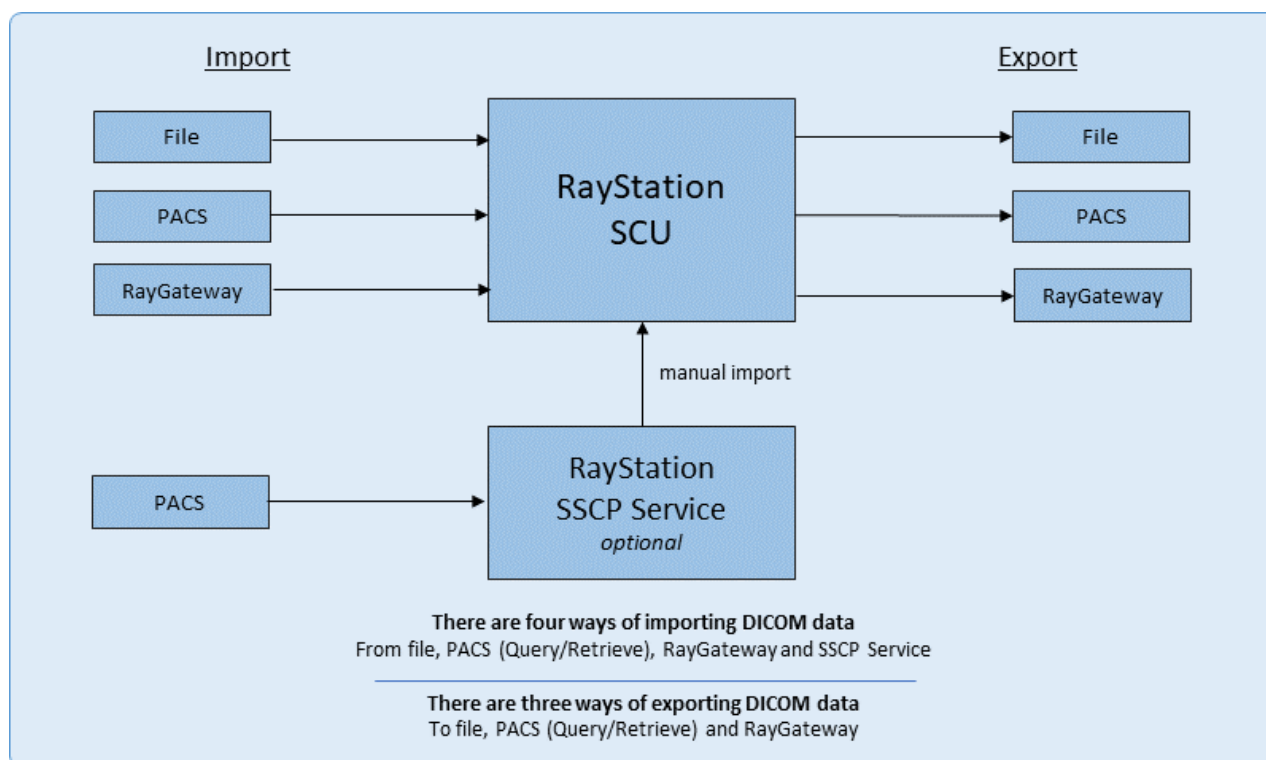 Import
Export
File
PACS
RayGateway
RayStation
SCU
File
PACS
RayGateway
manual import
PACS
RayStation
SSCP Service
optional
There are four ways of importing DICOM data
From file, PACS (Query/Retrieve), RayGateway and SSCP Service
There are three ways of exporting DICOM data
To file, PACS (Query/Retrieve) and RayGateway